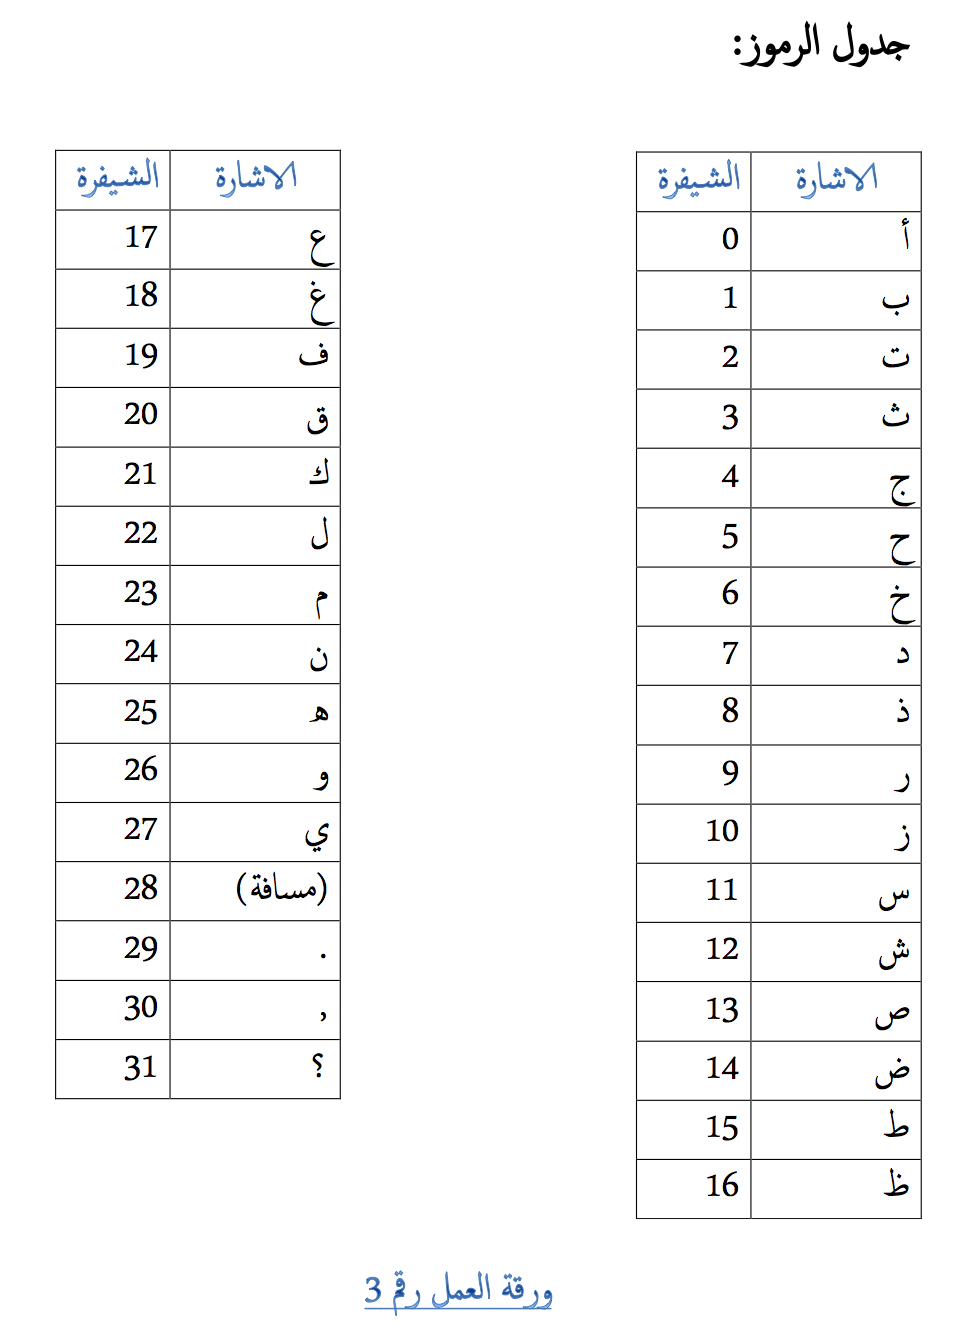 جدول الرموز:
الاشارة الشيفرة
أ 0
ب 1
ت 2
ث 3
ج 4
ح 5
خ 6
د 7
ذ 8
ر 9
ز 10
س 11
ش 12
ص 13
ض 14
ط 15
ظ 16
الاشارة الشيفرة
ع 17
غ 18
ف 19
ق 20
ك 21
ل 22
م 23
ن 24
ه 25
و 26
ي 27
(مسافة) 28
. 29
, 30
؟ 31
ورقة العمل رقم 3